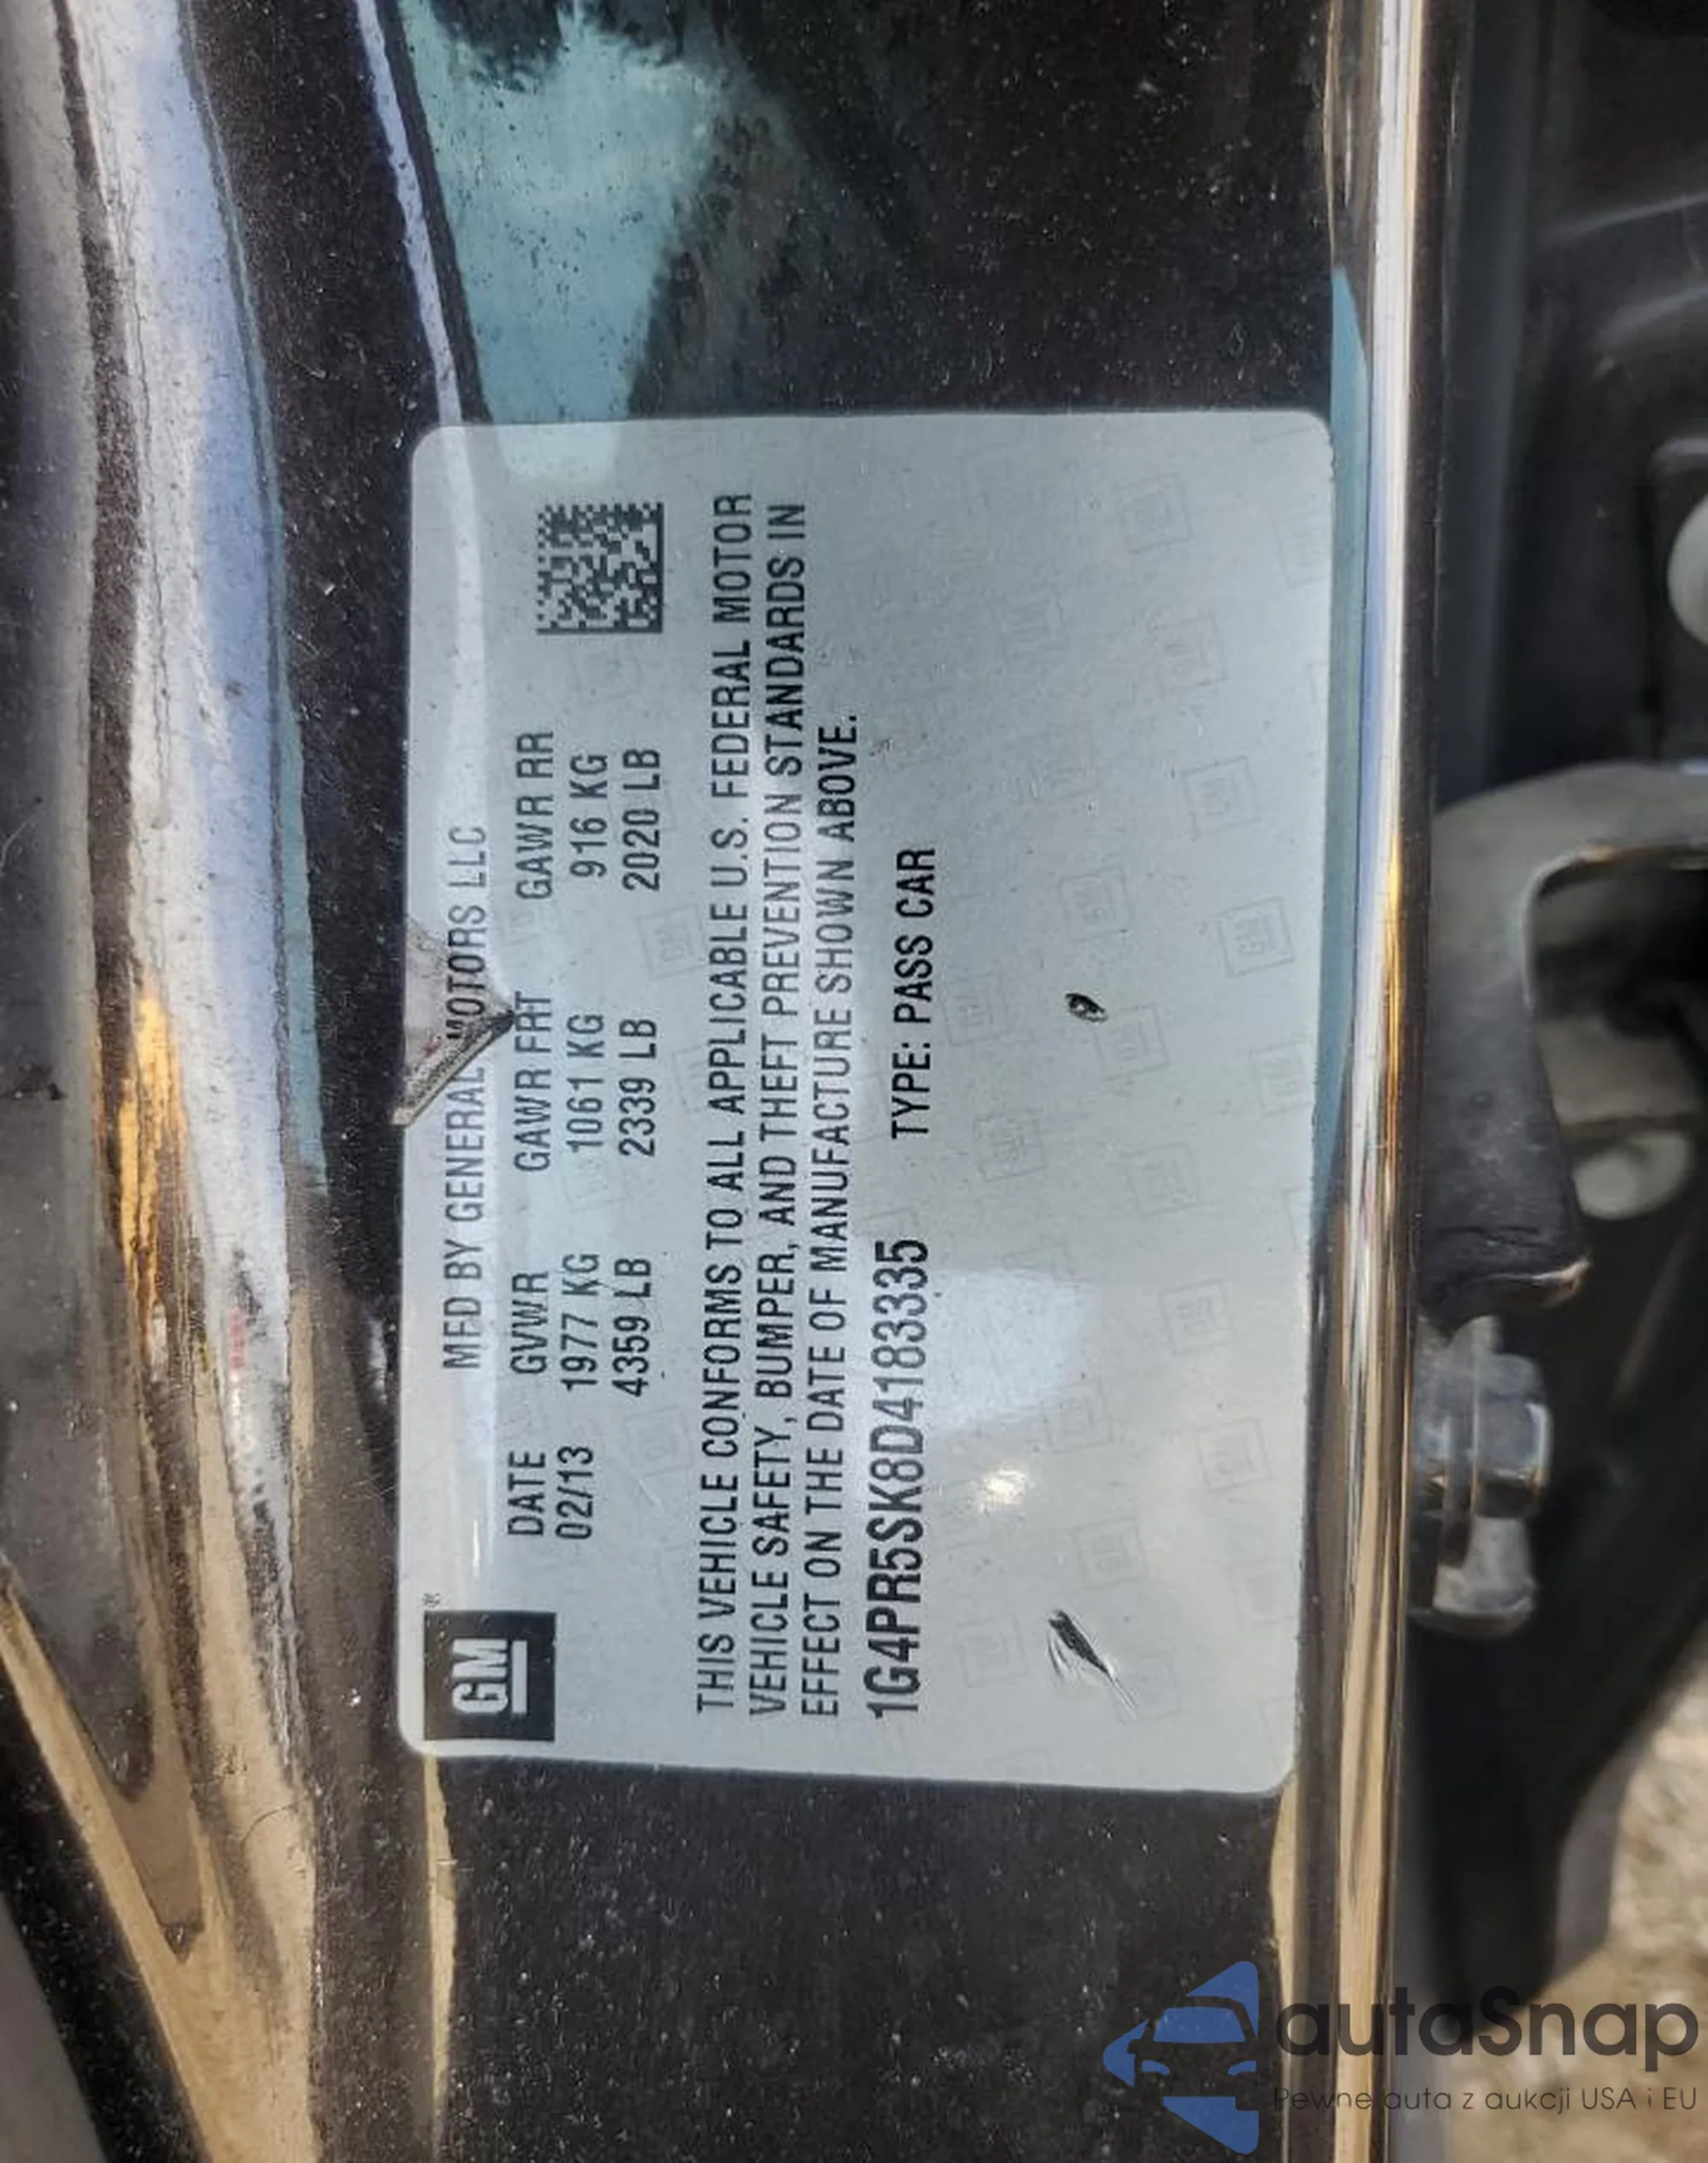 GM®
MFD BY GENERAL MOTORS LLC
DATE GVWR GAWR FRT GAWR RR
02/13 1977 KG 1061 KG 916 KG
4359 LB 2339 LB 2020 LB
THIS VEHICLE CONFORMS TO ALL APPLICABLE U.S. FEDERAL MOTOR
VEHICLE SAFETY, BUMPER, AND THEFT PREVENTION STANDARDS IN
EFFECT ON THE DATE OF MANUFACTURE SHOWN ABOVE.
1G4PR5SK8D4183335 TYPE: PASS CAR
autaSnap
Pewne auta z aukcji USA i EU